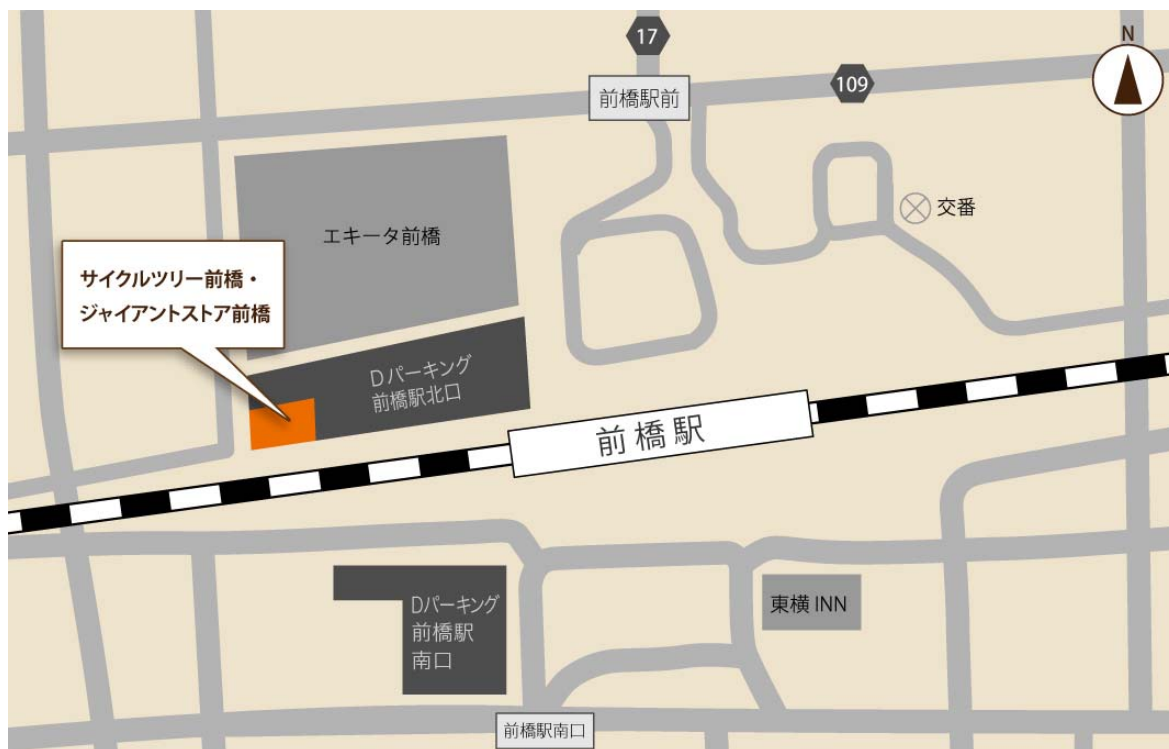 17
N
前橋駅前
109
交番
エキータ前橋
サイクルツリー前橋・
ジャイアントストア前橋
Dパーキング
前橋駅北口
前橋駅
Dパーキング
前橋駅
南口
東横 INN
前橋駅南口